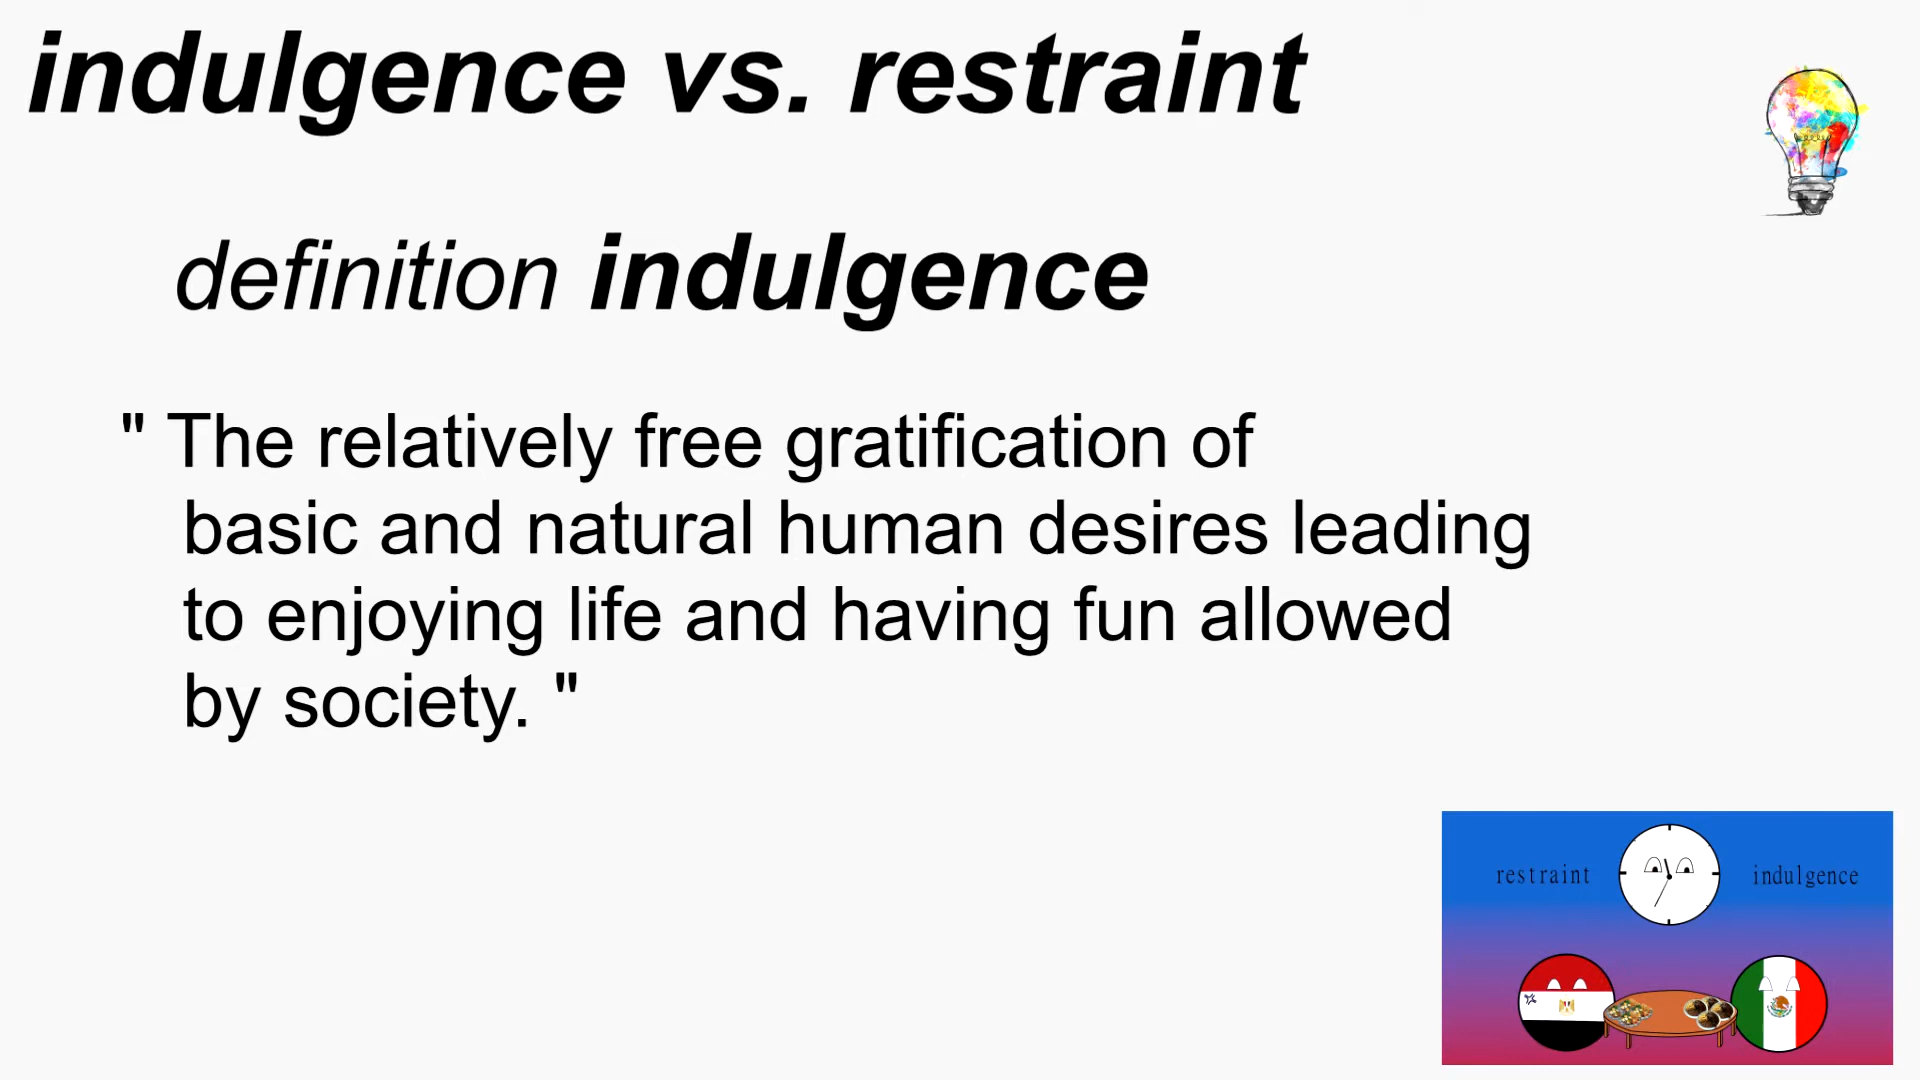 indulgence vs. restraint
definition indulgence
" The relatively free gratification of
basic and natural human desires leading
to enjoying life and having fun allowed
by society. "
restraint
indulgence